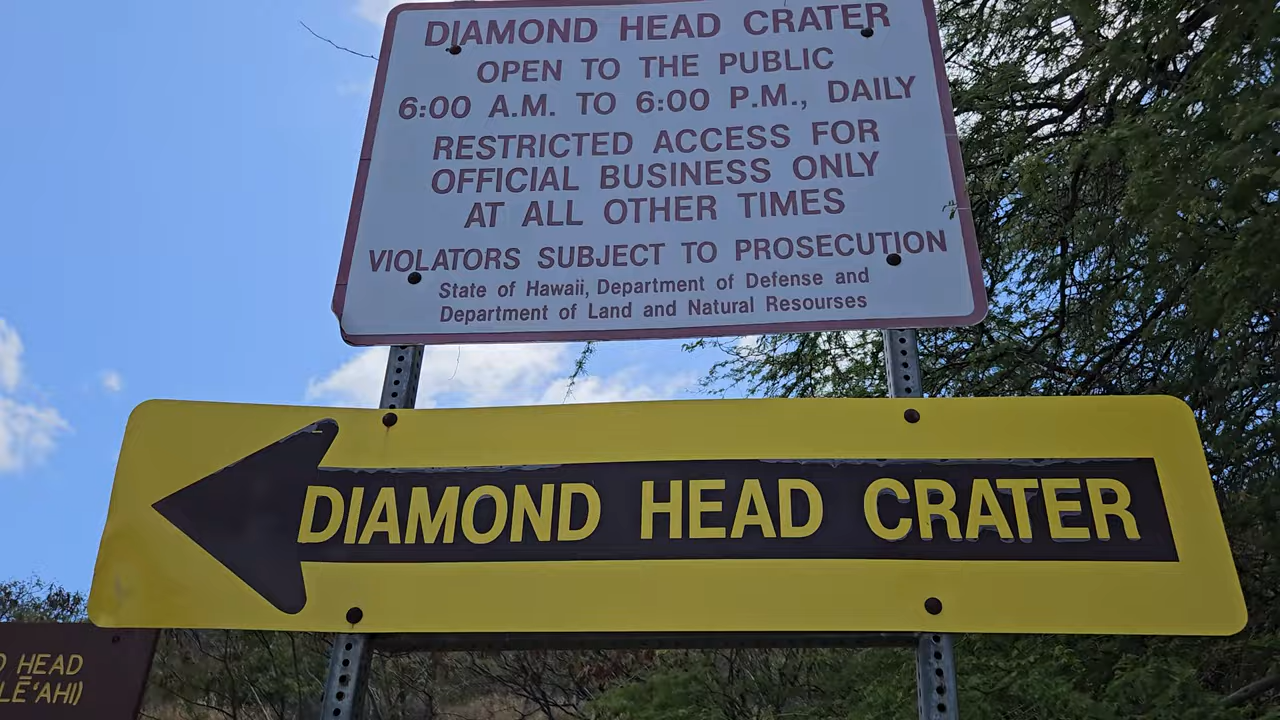 DIAMOND HEAD CRATER
OPEN TO THE PUBLIC
6:00 A.M. TO 6:00 P.M., DAILY
RESTRICTED ACCESS FOR
OFFICIAL BUSINESS ONLY
AT ALL OTHER TIMES
VIOLATORS SUBJECT TO PROSECUTION
State of Hawaii, Department of Defense and
Department of Land and Natural Resourses
DIAMOND HEAD CRATER
HEAD